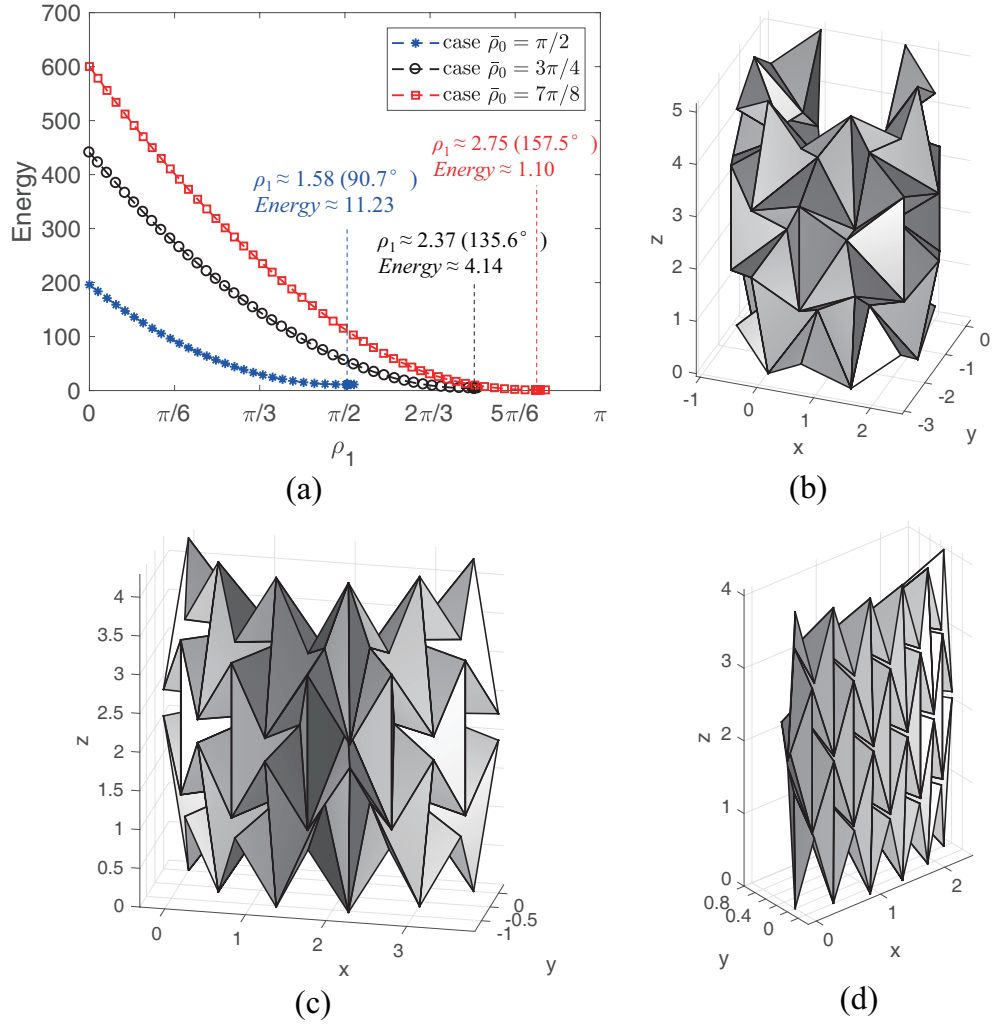 700
600
500
400
300
200
100
0
Energy
case ρ̄₀ = π/2
case ρ̄₀ = 3π/4
case ρ̄₀ = 7π/8
ρ₁ ≈ 2.75 (157.5°)
Energy ≈ 1.10
ρ₁ ≈ 1.58 (90.7°)
Energy ≈ 11.23
ρ₁ ≈ 2.37 (135.6°)
Energy ≈ 4.14
0 π/6 π/3 π/2 2π/3 5π/6 π
ρ₁
(a)
5
4
3
2
1
0
z
-1 0 1 2
x
-3 -2 -1 0
y
(b)
4
3.5
3
2.5
2
1.5
1
0.5
0
z
0 1 2 3
x
-1 -0.5 0
y
(c)
4
3
2
1
0
z
0.8 0.4 0
y
0 1 2
x
(d)